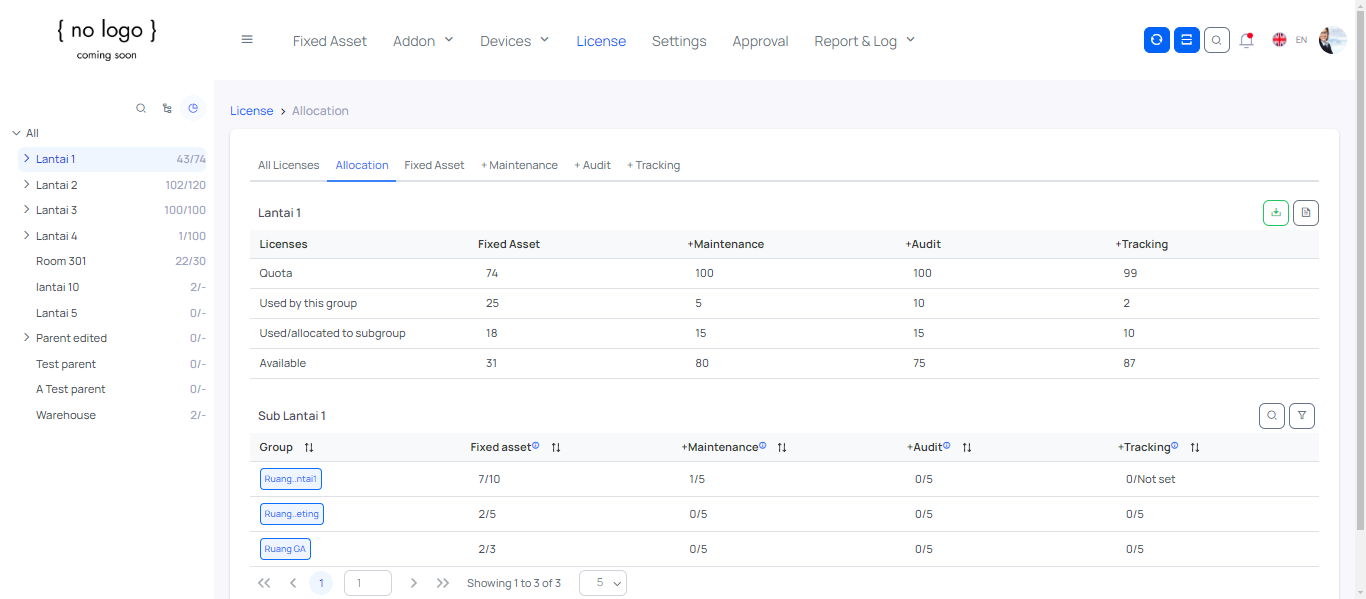 { no logo }
coming soon
Fixed Asset Addon Devices License Settings Approval Report & Log EN
License > Allocation
All
Lantai 1 43/74
Lantai 2 102/120
Lantai 3 100/100
Lantai 4 1/100
Room 301 22/30
lantai 10 2/-
Lantai 5 0/-
Parent edited 0/-
Test parent 0/-
A Test parent 0/-
Warehouse 2/-
All Licenses Allocation Fixed Asset + Maintenance + Audit + Tracking
Lantai 1
Licenses Fixed Asset +Maintenance +Audit +Tracking
Quota 74 100 100 99
Used by this group 25 5 10 2
Used/allocated to subgroup 18 15 15 10
Available 31 80 75 87
Sub Lantai 1
Group Fixed asset +Maintenance +Audit +Tracking
Ruang..ntai1 7/10 1/5 0/5 0/Not set
Ruang..eting 2/5 0/5 0/5 0/5
Ruang GA 2/3 0/5 0/5 0/5
1 1 Showing 1 to 3 of 3 5